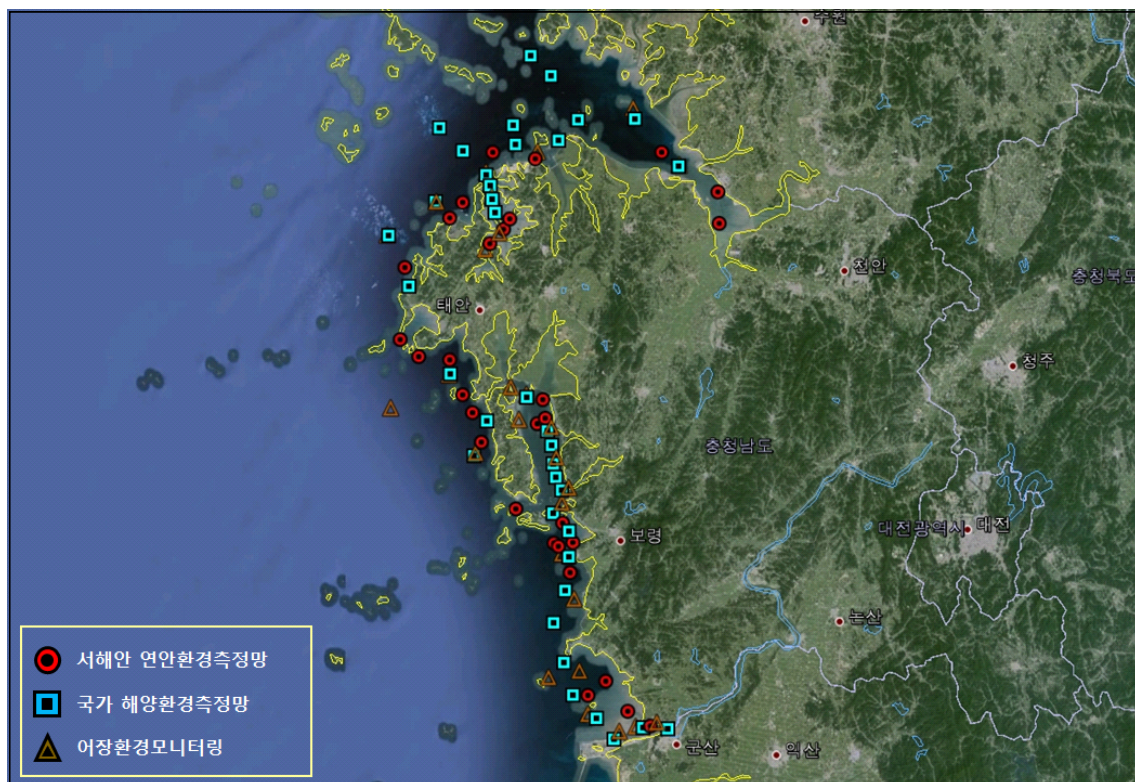 수원
천안
충청북도
태안
청주
충청남도
대전광역시
대전
보령
논산
서해안 연안환경측정망
국가 해양환경측정망
어장환경모니터링
군산
익산